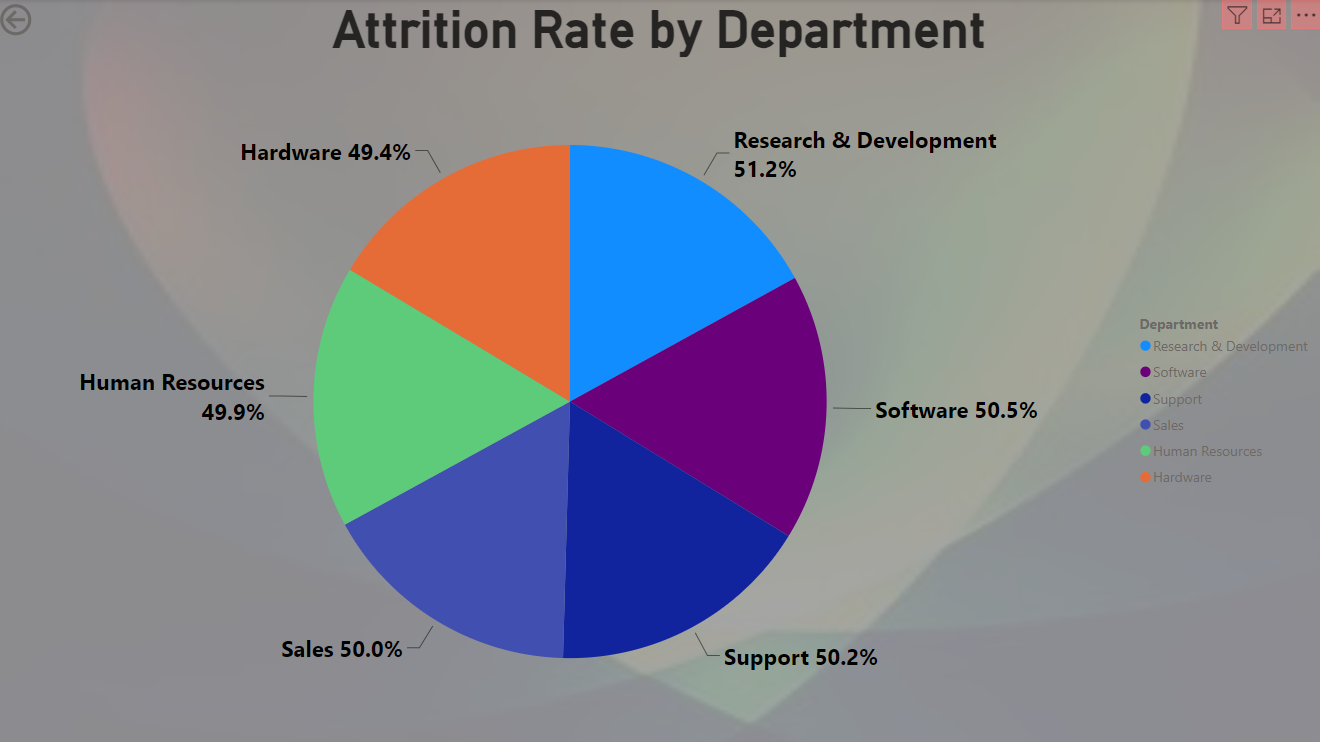 Attrition Rate by Department
Hardware 49.4%
Research & Development
51.2%
Human Resources
49.9%
Software 50.5%
Sales 50.0%
Support 50.2%
Department
Research & Development
Software
Support
Sales
Human Resources
Hardware